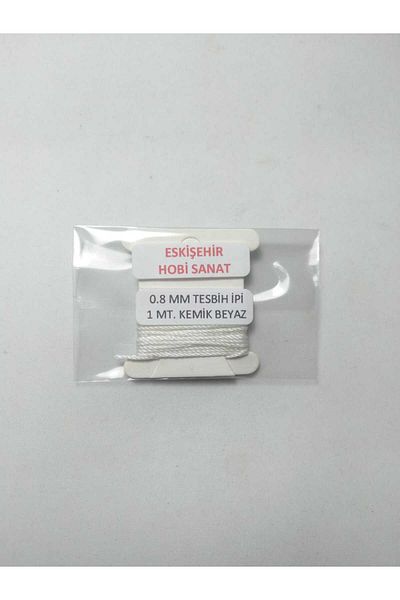 ESKİŞEHİR
HOBİ SANAT
0.8 MM TESBİH İPİ
1 MT. KEMİK BEYAZ